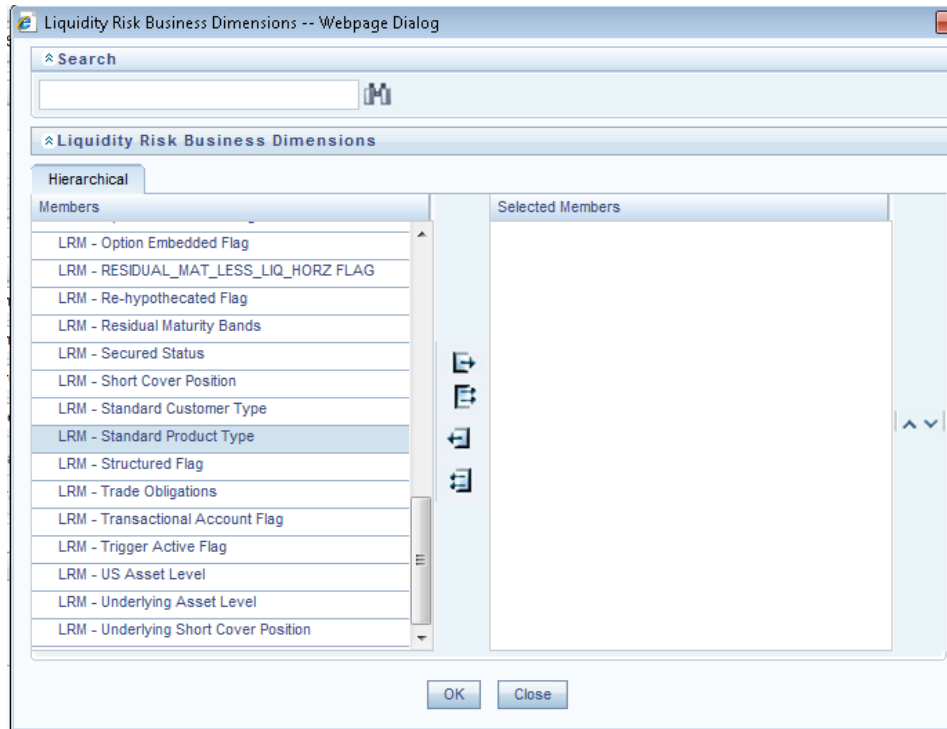 Liquidity Risk Business Dimensions -- Webpage Dialog
Search
Liquidity Risk Business Dimensions
Hierarchical
Members
Selected Members
LRM - Option Embedded Flag
LRM - RESIDUAL_MAT_LESS_LIQ_HORZ FLAG
LRM - Re-hypothecated Flag
LRM - Residual Maturity Bands
LRM - Secured Status
LRM - Short Cover Position
LRM - Standard Customer Type
LRM - Standard Product Type
LRM - Structured Flag
LRM - Trade Obligations
LRM - Transactional Account Flag
LRM - Trigger Active Flag
LRM - US Asset Level
LRM - Underlying Asset Level
LRM - Underlying Short Cover Position
OK
Close